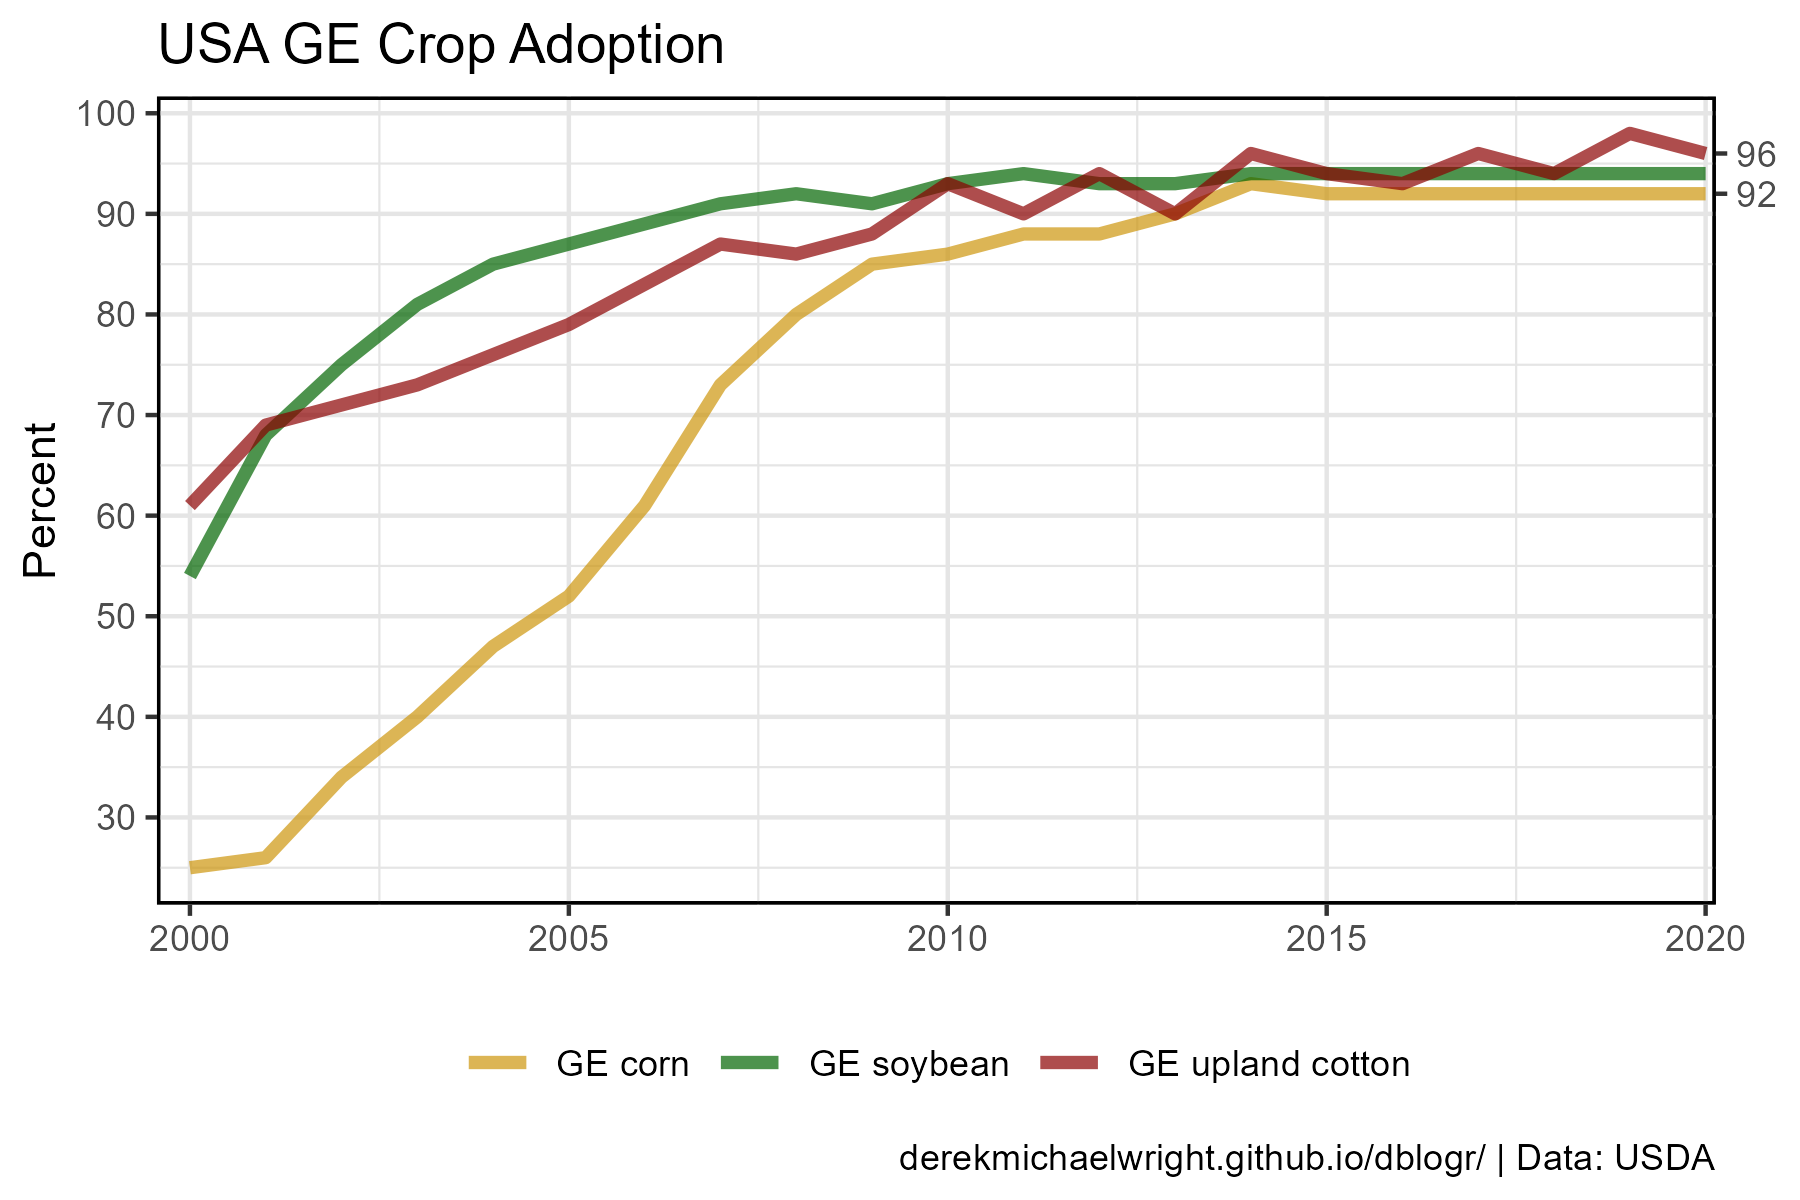 USA GE Crop Adoption
Percent
100
90
80
70
60
50
40
30
96
92
2000 2005 2010 2015 2020
GE corn GE soybean GE upland cotton
derekmichaelwright.github.io/dblogr/ | Data: USDA